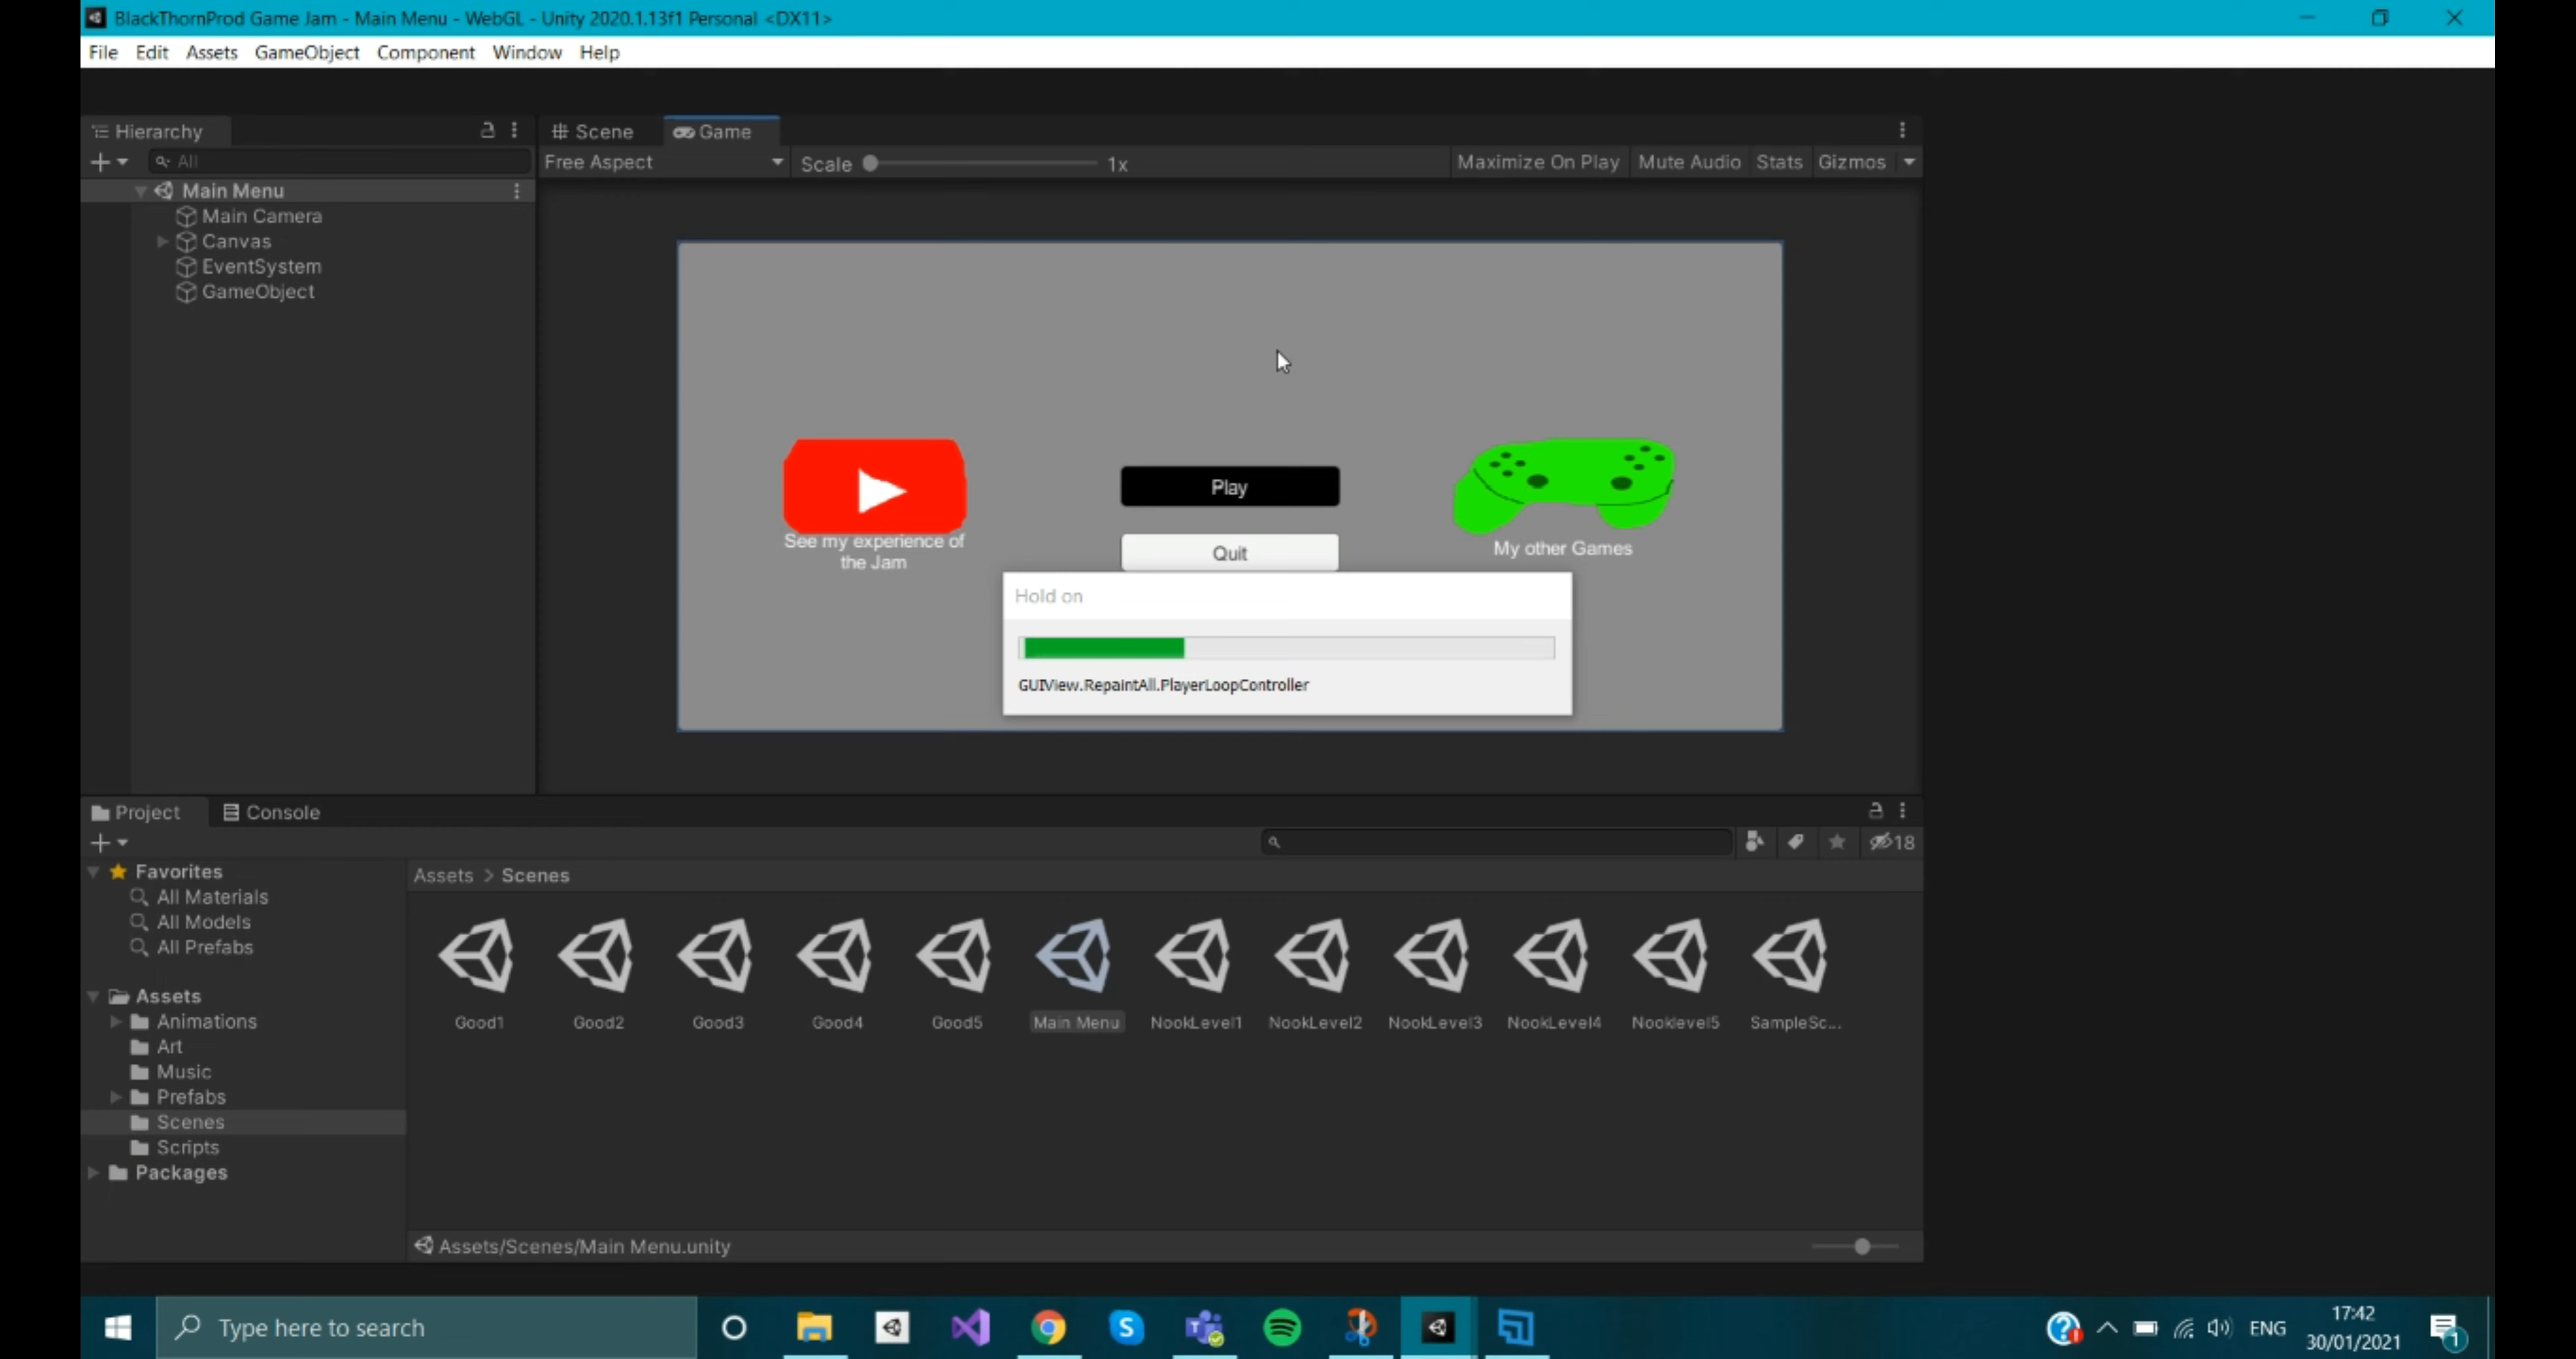 BlackThornProd Game Jam - Main Menu - WebGL - Unity 2020.1.13f1 Personal <DX11>
File Edit Assets GameObject Component Window Help
Hierarchy
All
Main Menu
Main Camera
Canvas
EventSystem
GameObject
Scene Game
Free Aspect Scale 1x Maximize On Play Mute Audio Stats Gizmos
See my experience of
the Jam
Play
Quit
My other Games
Hold on
GUIView.RepaintAll.PlayerLoopController
Project Console
18
Favorites
All Materials
All Models
All Prefabs
Assets
Animations
Art
Music
Prefabs
Scenes
Scripts
Packages
Assets > Scenes
Good1 Good2 Good3 Good4 Good5 Main Menu NookLevel1 NookLevel2 NookLevel3 NookLevel4 Nooklevel5 SampleSc...
Assets/Scenes/Main Menu.unity
Type here to search
ENG
17:42
30/01/2021
1